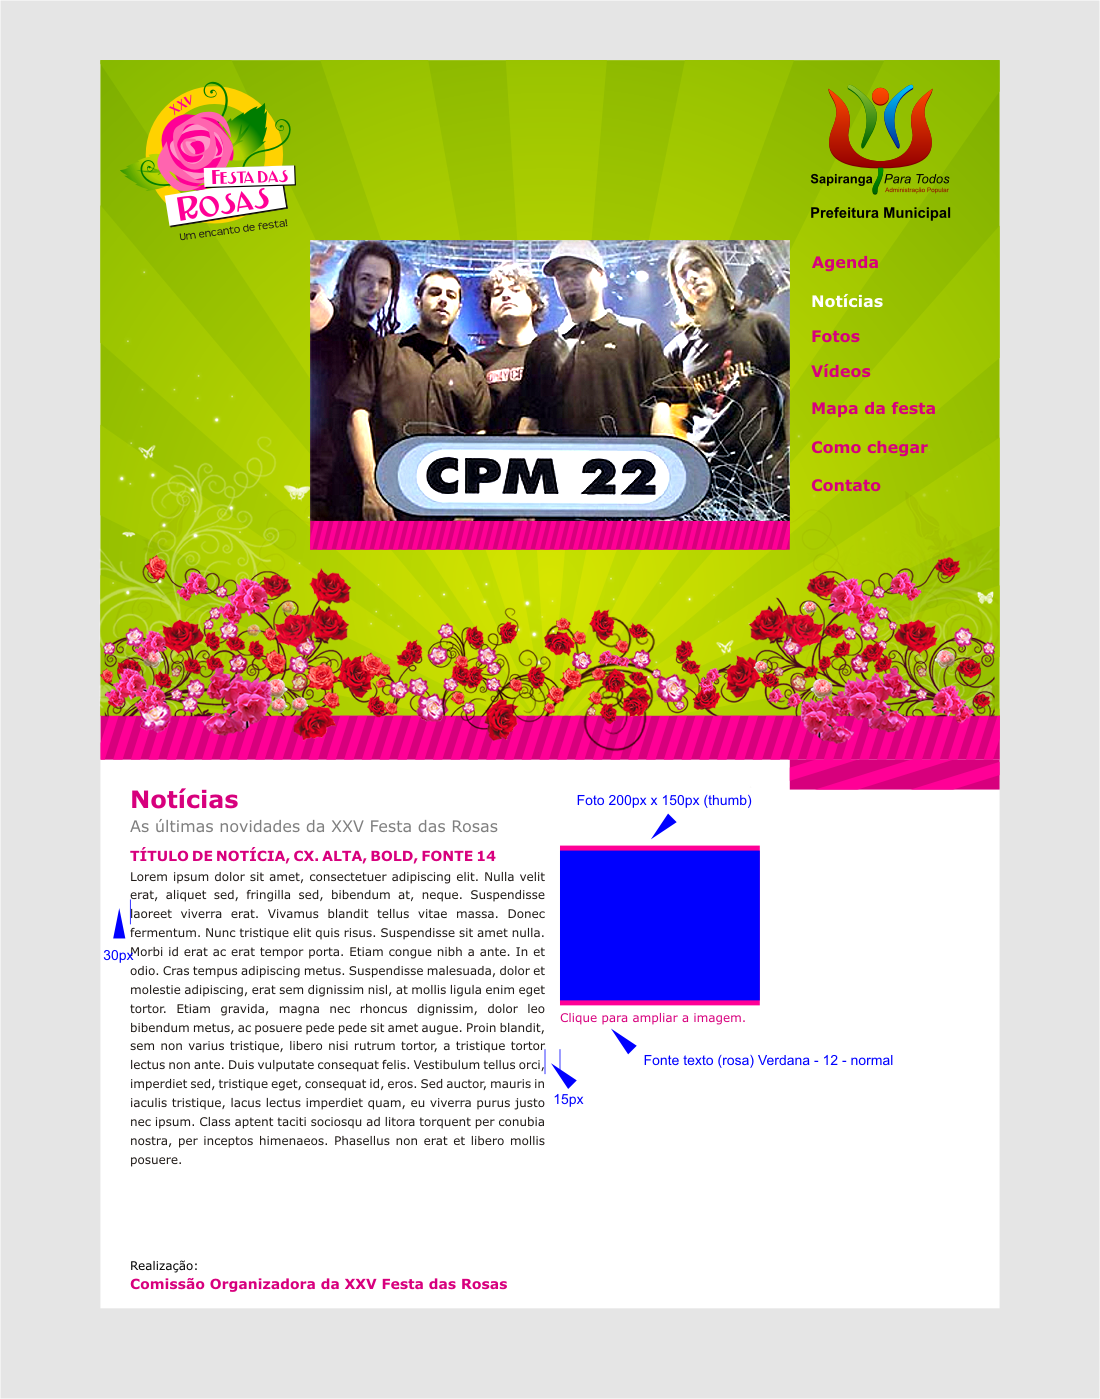 XXV
FESTA DAS
ROSAS
Um encanto de festa!
Sapiranga Para Todos
Administração Popular
Prefeitura Municipal
Agenda
Notícias
Fotos
Vídeos
Mapa da festa
Como chegar
Contato
KILL BILL
CPM 22
Notícias
As últimas novidades da XXV Festa das Rosas
TÍTULO DE NOTÍCIA, CX. ALTA, BOLD, FONTE 14
Lorem ipsum dolor sit amet, consectetuer adipiscing elit. Nulla velit
erat, aliquet sed, fringilla sed, bibendum at, neque. Suspendisse
laoreet viverra erat. Vivamus blandit tellus vitae massa. Donec
fermentum. Nunc tristique elit quis risus. Suspendisse sit amet nulla.
Morbi id erat ac erat tempor porta. Etiam congue nibh a ante. In et
odio. Cras tempus adipiscing metus. Suspendisse malesuada, dolor et
molestie adipiscing, erat sem dignissim nisl, at mollis ligula enim eget
tortor. Etiam gravida, magna nec rhoncus dignissim, dolor leo
bibendum metus, ac posuere pede pede sit amet augue. Proin blandit,
sem non varius tristique, libero nisi rutrum tortor, a tristique tortor
lectus non ante. Duis vulputate consequat felis. Vestibulum tellus orci,
imperdiet sed, tristique eget, consequat id, eros. Sed auctor, mauris in
iaculis tristique, lacus lectus imperdiet quam, eu viverra purus justo
nec ipsum. Class aptent taciti sociosqu ad litora torquent per conubia
nostra, per inceptos himenaeos. Phasellus non erat et libero mollis
posuere.
30px
Foto 200px x 150px (thumb)
Clique para ampliar a imagem.
Fonte texto (rosa) Verdana - 12 - normal
15px
Realização:
Comissão Organizadora da XXV Festa das Rosas